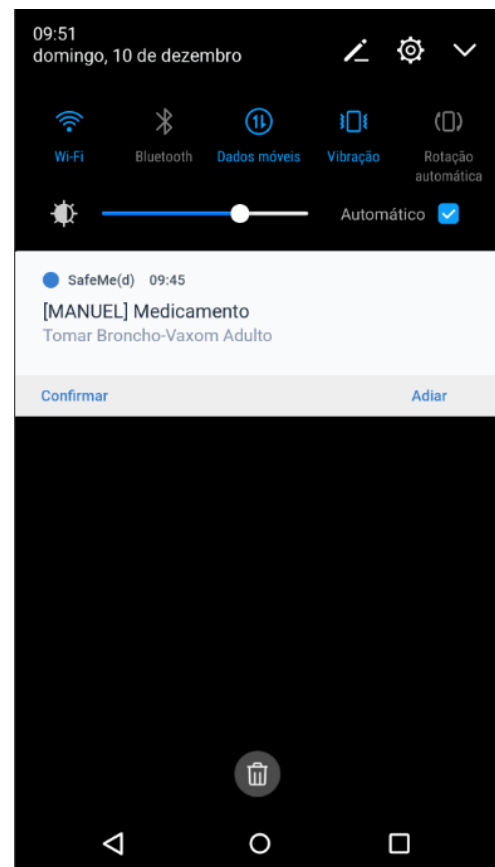 09:51
domingo, 10 de dezembro
Wi-Fi
Bluetooth
Dados móveis
Vibração
Rotação
automática
Automático
SafeMe(d) 09:45
[MANUEL] Medicamento
Tomar Broncho-Vaxom Adulto
Confirmar
Adiar